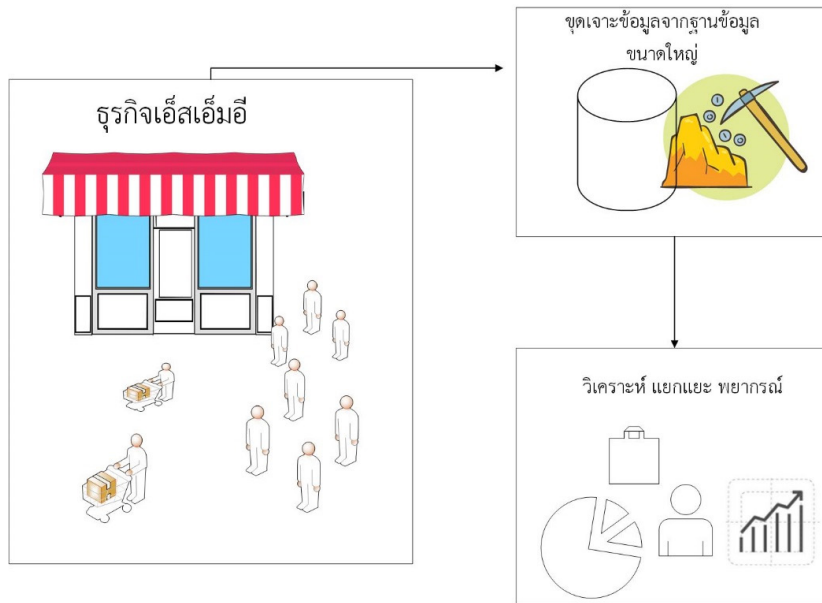 ธุรกิจเอ็สเอ็มอี
ขุดเจาะข้อมูลจากฐานข้อมูล
ขนาดใหญ่
วิเคราะห์ แยกแยะ พยากรณ์